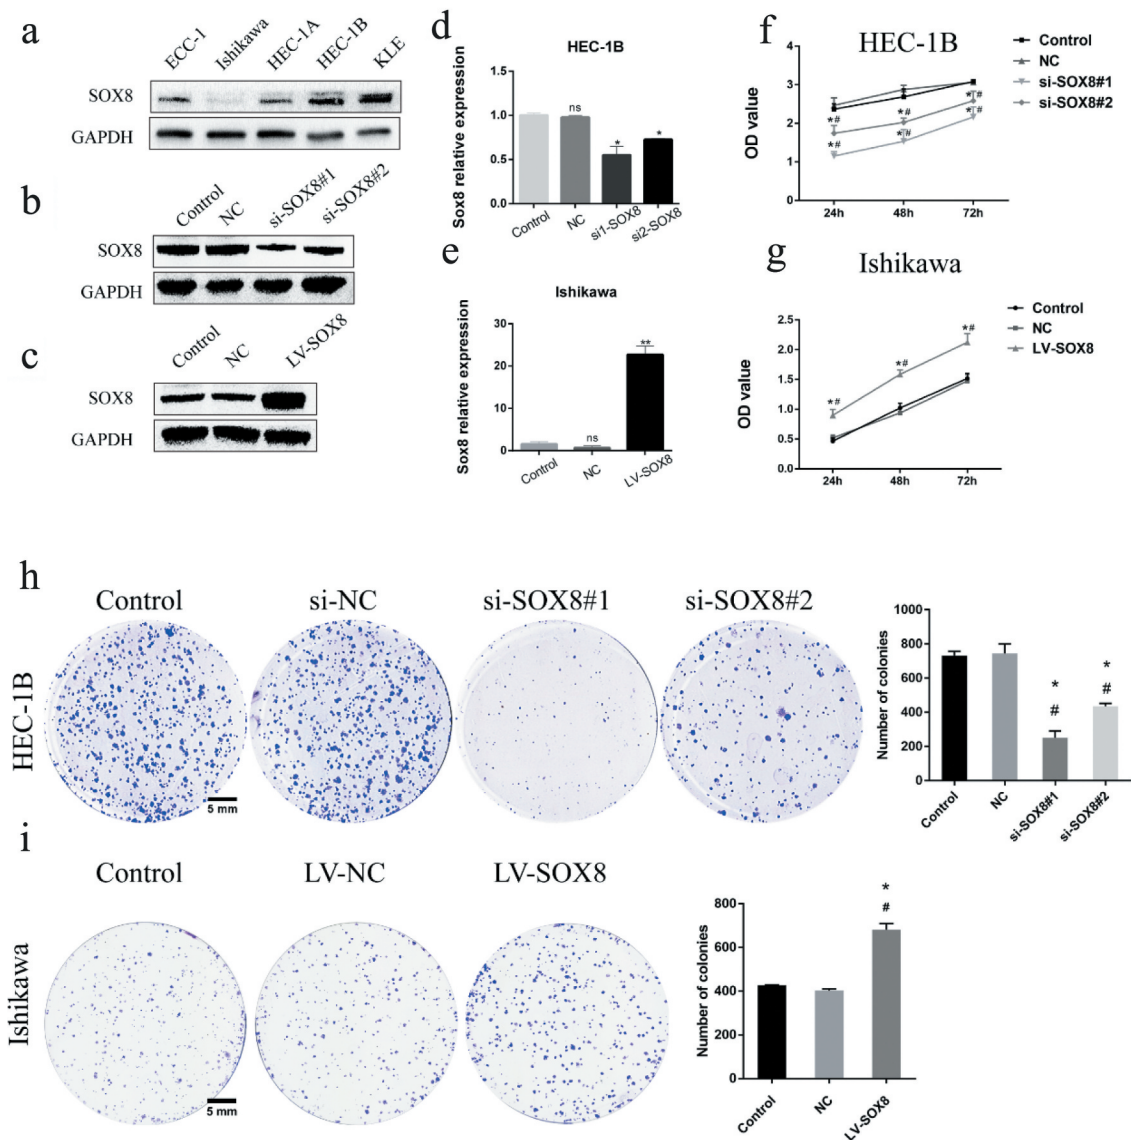 a
ECC-1
Ishikawa
HEC-1A
HEC-1B
KLE
SOX8
GAPDH
b
Control
NC
si-SOX8#1
si-SOX8#2
SOX8
GAPDH
c
Control
NC
LV-SOX8
SOX8
GAPDH
d
HEC-1B
Sox8 relative expression
1.5
1.0
0.5
0.0
ns
*
*
Control
NC
si1-SOX8
si2-SOX8
e
Ishikawa
Sox8 relative expression
30
20
10
0
ns
**
Control
NC
LV-SOX8
f
HEC-1B
Control
NC
si-SOX8#1
si-SOX8#2
OD value
4
3
2
1
0
*#
*#
*#
*#
*#
*#
24h
48h
72h
g
Ishikawa
Control
NC
LV-SOX8
OD value
2.5
2.0
1.5
1.0
0.5
0.0
*#
*#
*#
24h
48h
72h
h
Control
si-NC
si-SOX8#1
si-SOX8#2
HEC-1B
5 mm
Number of colonies
1000
800
600
400
200
0
*
#
*
#
Control
NC
si-SOX8#1
si-SOX8#2
i
Control
LV-NC
LV-SOX8
Ishikawa
5 mm
Number of colonies
800
600
400
200
0
*
#
Control
NC
LV-SOX8